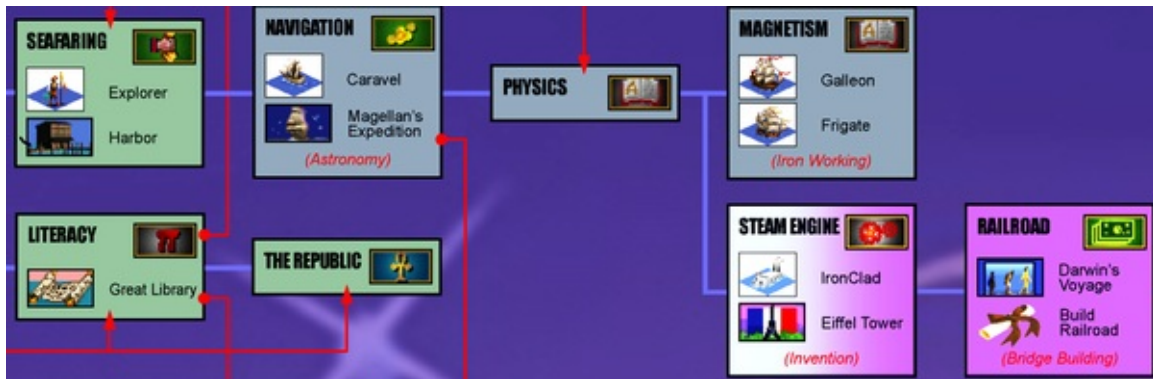 SEAFARING
Explorer
Harbor
NAVIGATION
Caravel
Magellan's
Expedition
(Astronomy)
PHYSICS
MAGNETISM
Galleon
Frigate
(Iron Working)
LITERACY
Great Library
THE REPUBLIC
STEAM ENGINE
IronClad
Eiffel Tower
(Invention)
RAILROAD
Darwin's
Voyage
Build
Railroad
(Bridge Building)